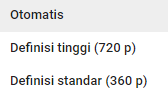 Otomatis
Definisi tinggi (720 p)
Definisi standar (360 p)